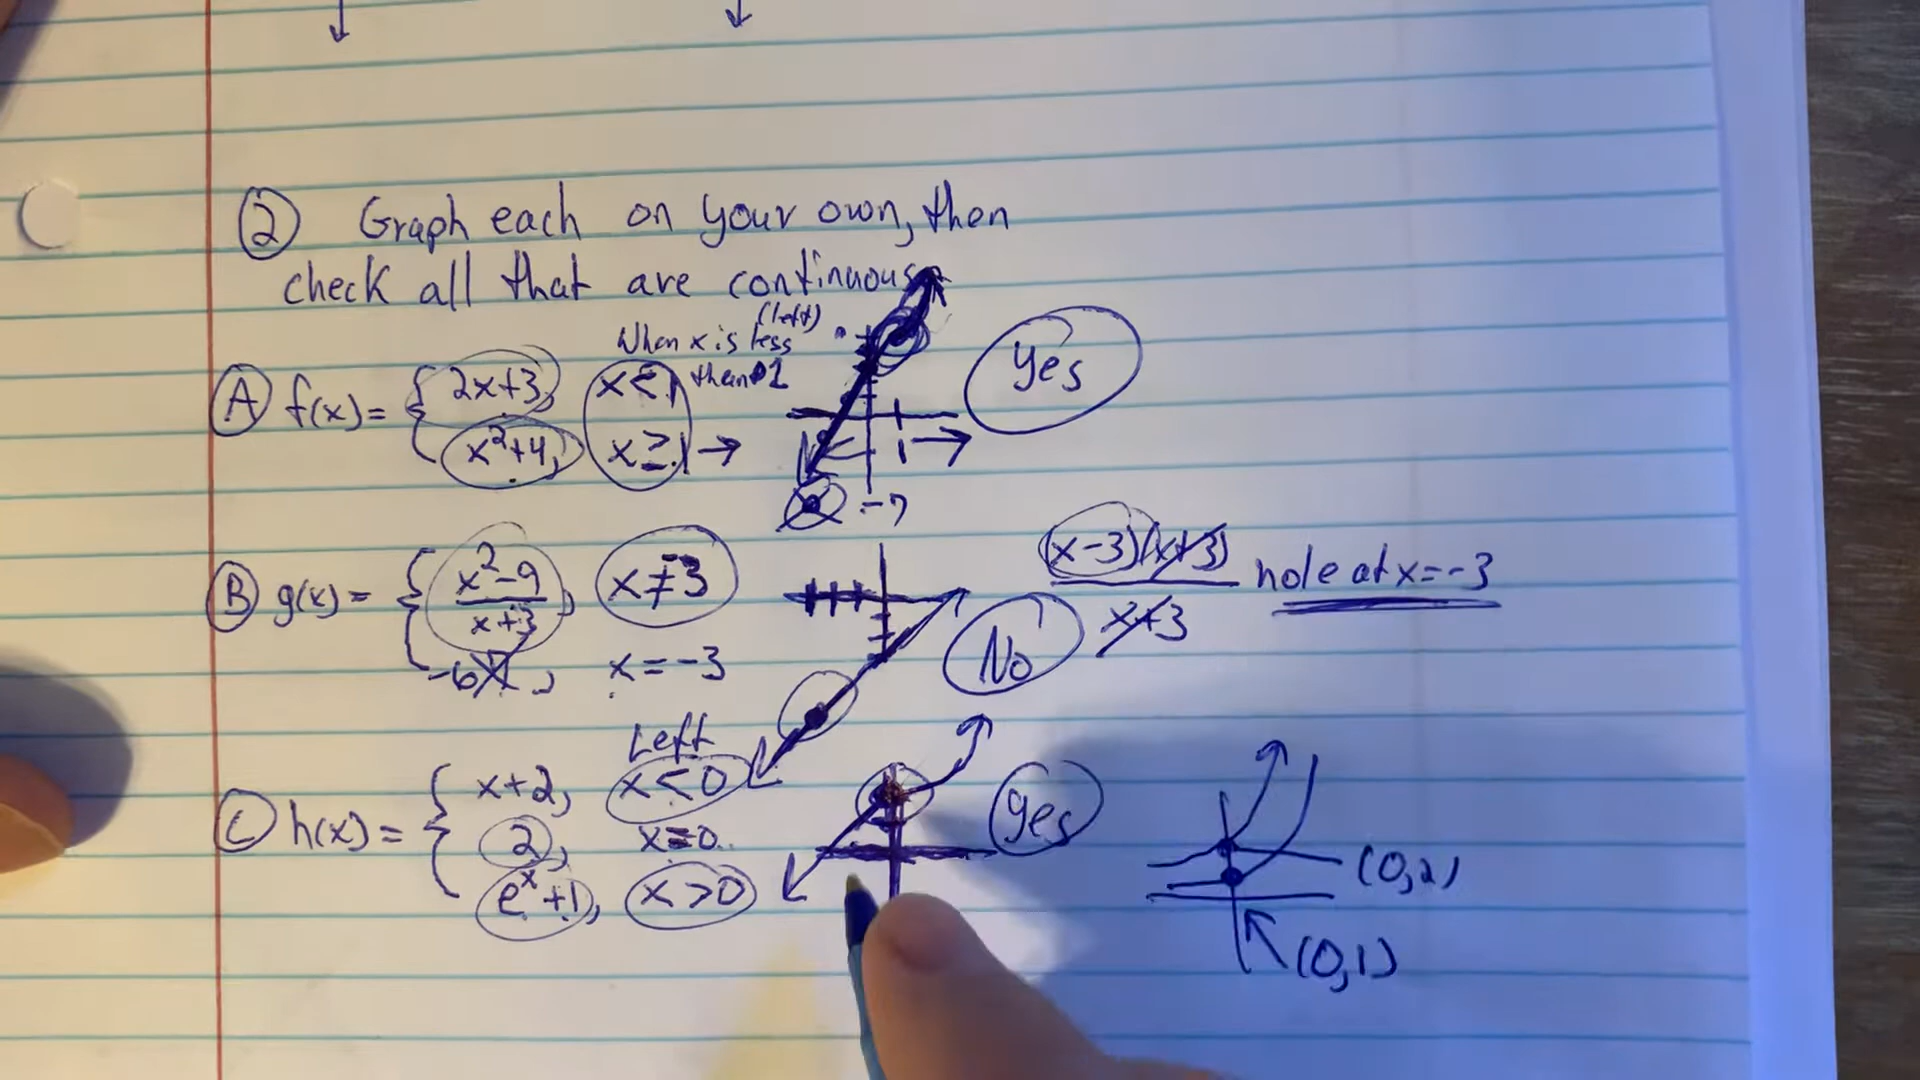 ② Graph each on your own, then
check all that are continuous
(left)
When x is less
than 1
Ⓐ f(x) = { 2x+3, x<1
x²+4, x≥1 →
1 →
Yes
-7
Ⓑ g(x) = { x²-9
x+3 , x≠3
-6 , x = -3
(x-3)(x+3)
x+3
hole at x=-3
No
Left
Ⓒ h(x) = { x+2, x<0
2, x=0
eˣ+1, x>0
yes
(0,2)
(0,1)